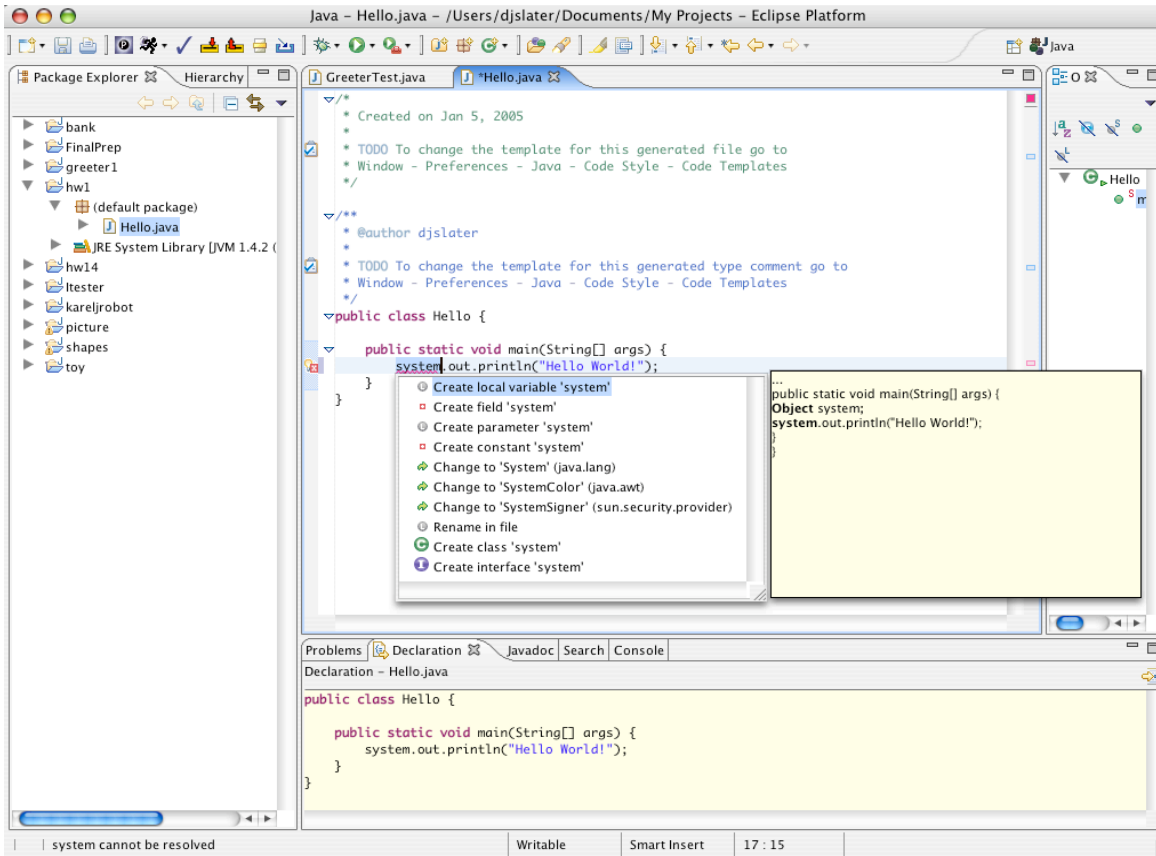 Java – Hello.java – /Users/djslater/Documents/My Projects – Eclipse Platform
Java
Package Explorer
Hierarchy
bank
FinalPrep
greeter1
hw1
(default package)
Hello.java
JRE System Library [JVM 1.4.2 (
hw14
ltester
kareljrobot
picture
shapes
toy
GreeterTest.java
*Hello.java
/*
* Created on Jan 5, 2005
*
* TODO To change the template for this generated file go to
* Window - Preferences - Java - Code Style - Code Templates
*/
/**
* @author djslater
*
* TODO To change the template for this generated type comment go to
* Window - Preferences - Java - Code Style - Code Templates
*/
public class Hello {
public static void main(String[] args) {
system.out.println("Hello World!");
}
}
Create local variable 'system'
Create field 'system'
Create parameter 'system'
Create constant 'system'
Change to 'System' (java.lang)
Change to 'SystemColor' (java.awt)
Change to 'SystemSigner' (sun.security.provider)
Rename in file
Create class 'system'
Create interface 'system'
...
public static void main(String[] args) {
Object system;
system.out.println("Hello World!");
}
}
O
Hello
m
Problems
Declaration
Javadoc
Search
Console
Declaration – Hello.java
public class Hello {
public static void main(String[] args) {
system.out.println("Hello World!");
}
}
system cannot be resolved
Writable
Smart Insert
17 : 15